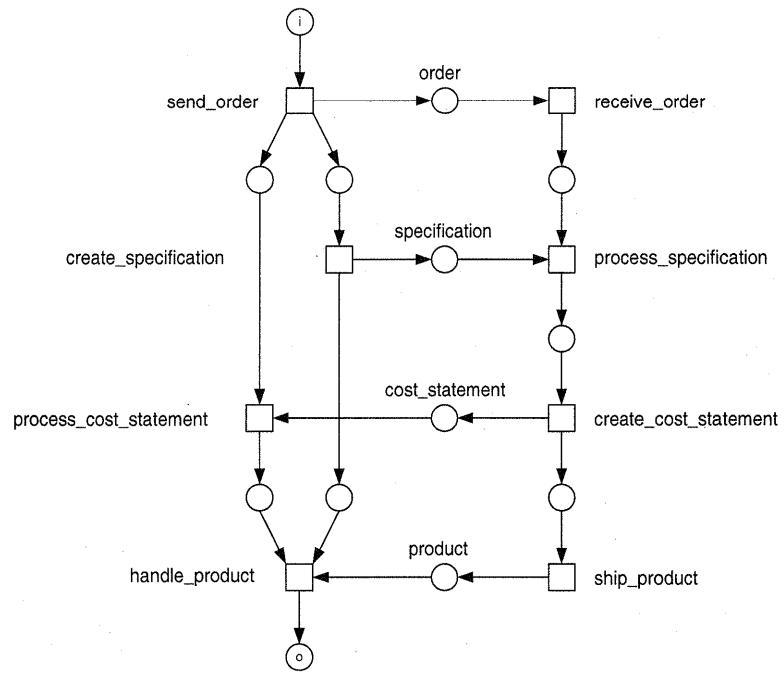 i
order
send_order
receive_order
specification
create_specification
process_specification
cost_statement
process_cost_statement
create_cost_statement
product
handle_product
ship_product
o